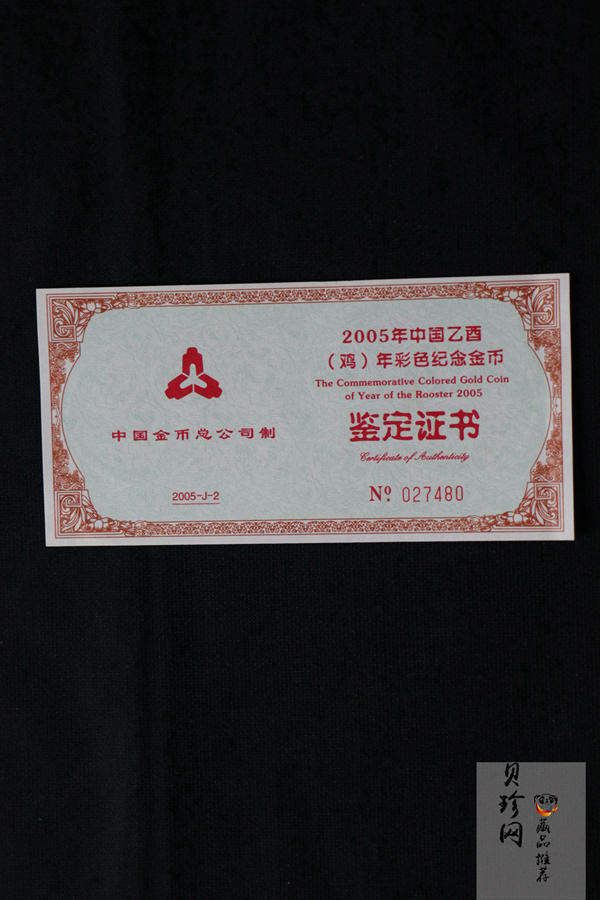 中国金币总公司制
2005-J-2
2005年中国乙酉
（鸡）年彩色纪念金币
The Commemorative Colored Gold Coin
of Year of the Rooster 2005
鉴定证书
Certificate of Authenticity
Nº 027480
贝珍网
藏品推荐